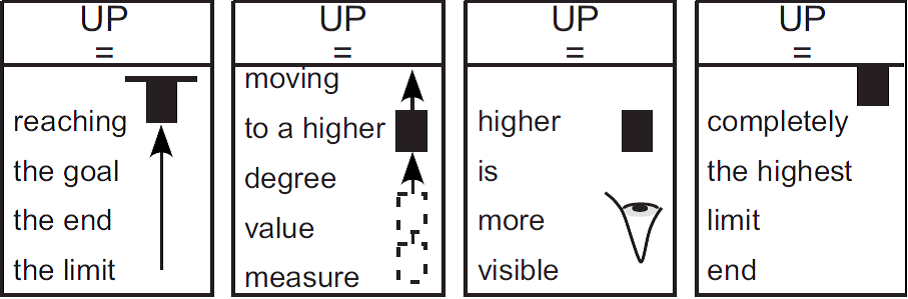 UP
=
reaching
the goal
the end
the limit
UP
=
moving
to a higher
degree
value
measure
UP
=
higher
is
more
visible
UP
=
completely
the highest
limit
end